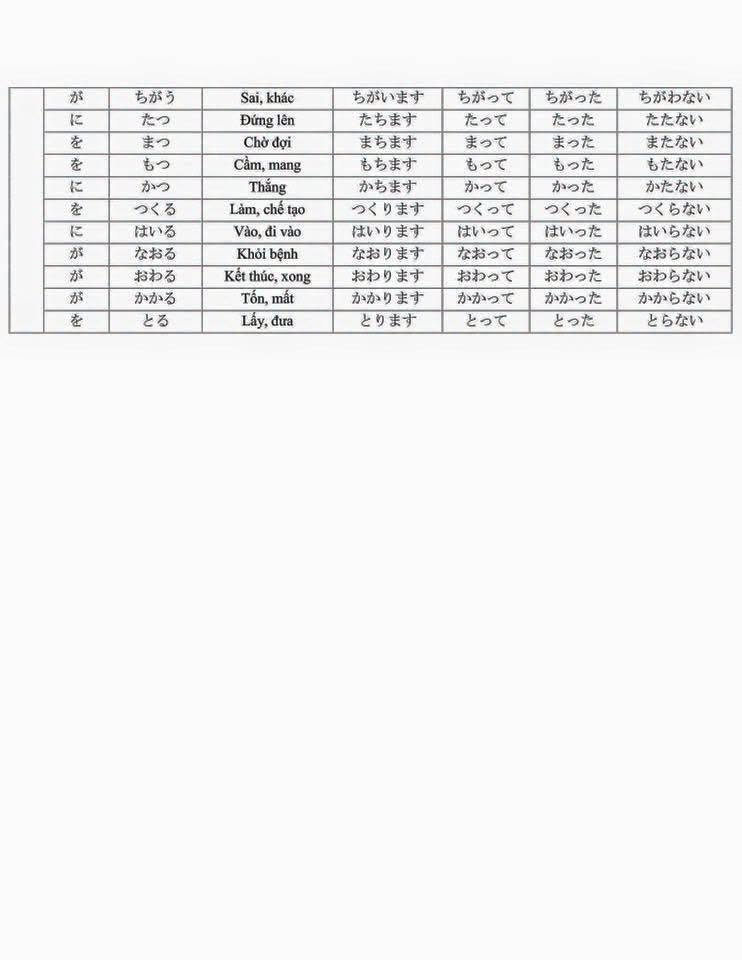 が ちがう Sai, khác ちがいます ちがって ちがった ちがわない
に たつ Đứng lên たちます たって たった たたない
を まつ Chờ đợi まちます まって まった またない
を もつ Cầm, mang もちます もって もった もたない
に かつ Thắng かちます かって かった かたない
を つくる Làm, chế tạo つくります つくって つくった つくらない
に はいる Vào, đi vào はいります はいって はいった はいらない
が なおる Khỏi bệnh なおります なおって なおった なおらない
が おわる Kết thúc, xong おわります おわって おわった おわらない
が かかる Tốn, mất かかります かかって かかった かからない
を とる Lấy, đưa とります とって とった とらない